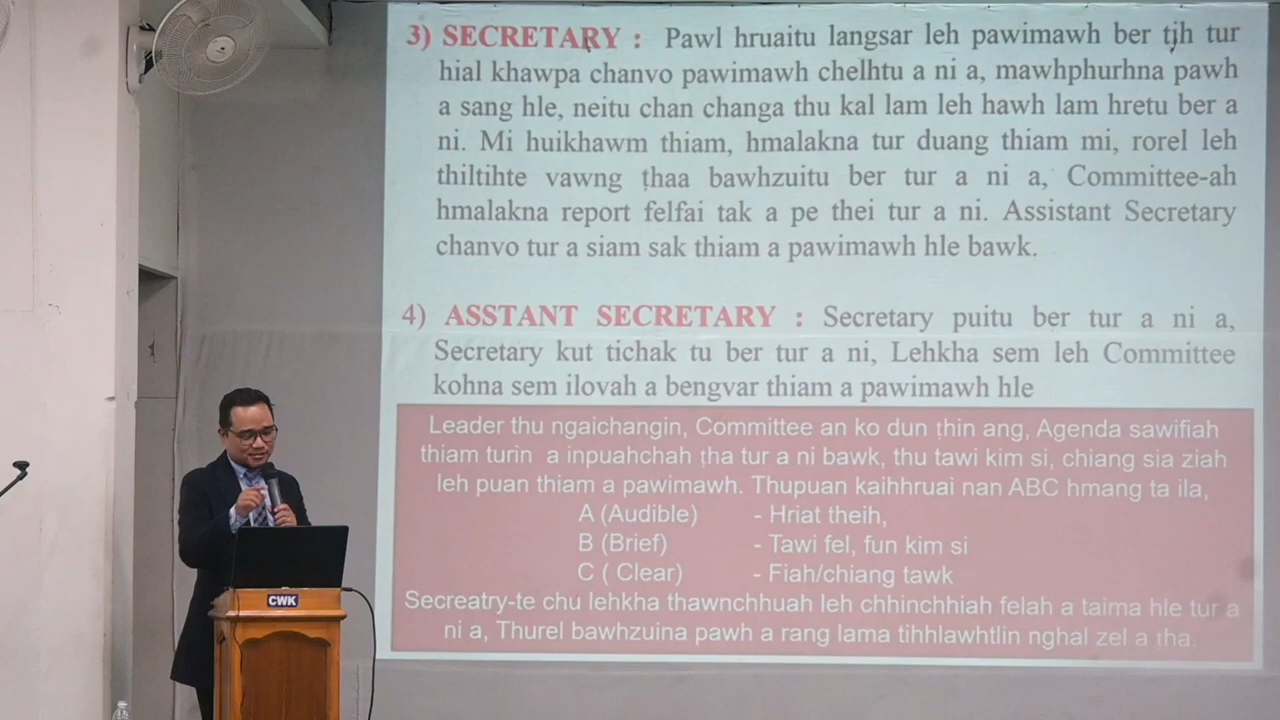 3) SECRETARY : Pawl hruaitu langsar leh pawimawh ber tjh tur
hial khawpa chanvo pawimawh chelhtu a ni a, mawhphurhna pawh
a sang hle, neitu chan changa thu kal lam leh hawh lam hretu ber a
ni. Mi huikhawm thiam, hmalakna tur duang thiam mi, rorel leh
thiltihte vawng ṭhaa bawhzuitu ber tur a ni a, Committee-ah
hmalakna report felfai tak a pe thei tur a ni. Assistant Secretary
chanvo tur a siam sak thiam a pawimawh hle bawk.
4) ASSTANT SECRETARY : Secretary puitu ber tur a ni a,
Secretary kut tichak tu ber tur a ni, Lehkha sem leh Committee
kohna sem ilovah a bengvar thiam a pawimawh hle
Leader thu ngaichangin, Committee an ko dun ṭhin ang, Agenda sawifiah
thiam turin a inpuahchah ṭha tur a ni bawk, thu tawi kim si, chiang sia ziah
leh puan thiam a pawimawh. Thupuan kaihhruai nan ABC hmang ta ila,
A (Audible) - Hriat theih,
B (Brief) - Tawi fel, fun kim si
C ( Clear) - Fiah/chiang tawk
Secreatry-te chu lehkha thawnchhuah leh chhinchhiah felah a taima hle tur a
ni a, Thurel bawhzuina pawh a rang lama tihhlawhtlin nghal zel a ṭha.
CWK